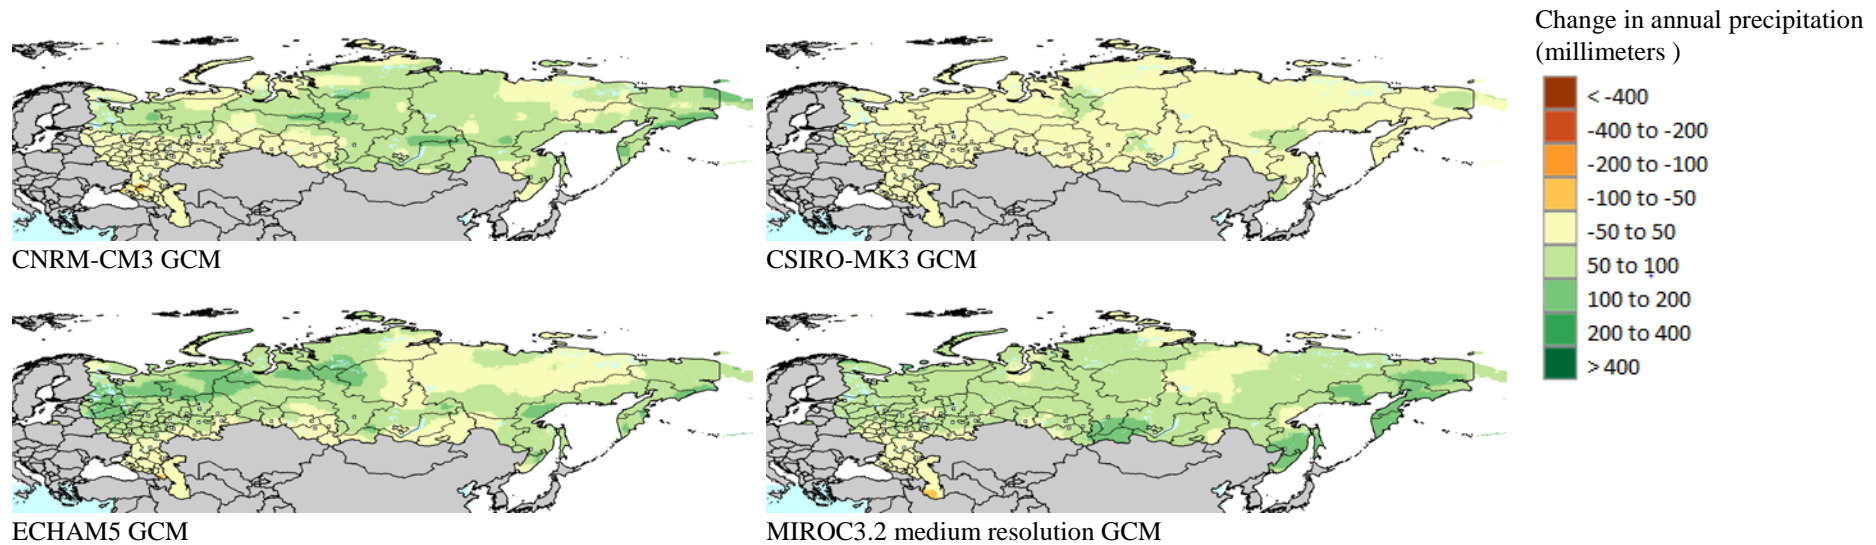 Change in annual precipitation
(millimeters )
< -400
-400 to -200
-200 to -100
-100 to -50
-50 to 50
50 to 100
100 to 200
200 to 400
> 400
CNRM-CM3 GCM
CSIRO-MK3 GCM
ECHAM5 GCM
MIROC3.2 medium resolution GCM